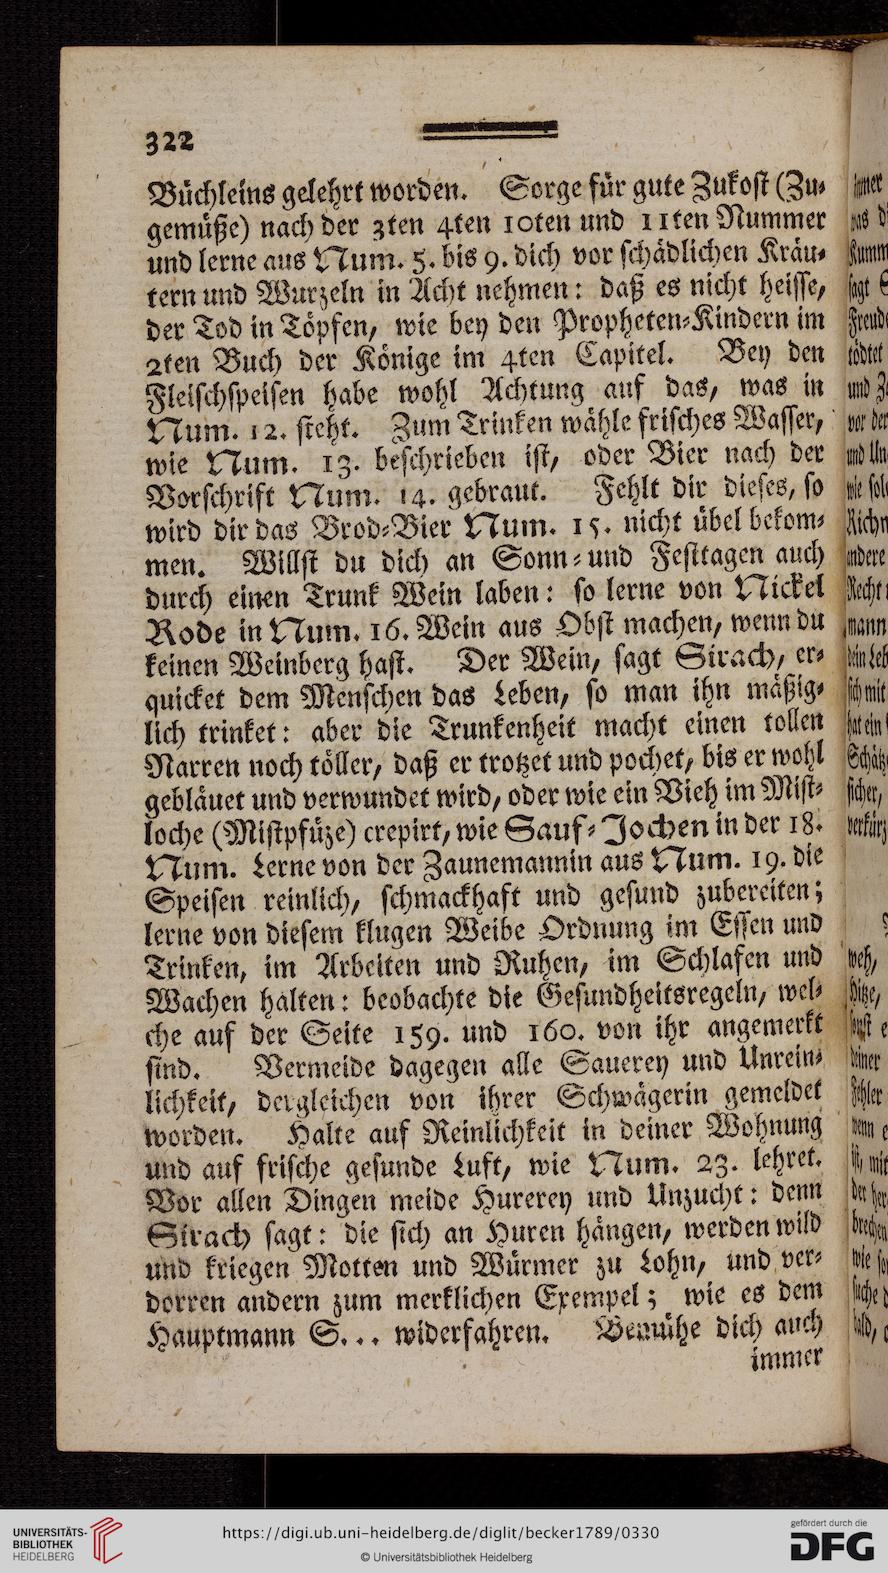 322
Büchleins gelehrt worden. Sorge für gute Zukost (Zu⸗
gemüße) nach der 3ten 4ten 10ten und 11ten Nummer
und lerne aus Num. 5. bis 9. dich vor schädlichen Kräu⸗
tern und Wurzeln in Acht nehmen: daß es nicht heisse,
der Tod in Töpfen, wie bey den Propheten⸗Kindern im
2ten Buch der Könige im 4ten Capitel. Bey den
Fleischspeisen habe wohl Achtung auf das, was in
Num. 12. steht. Zum Trinken wähle frisches Wasser,
wie Num. 13. beschrieben ist, oder Bier nach der
Vorschrift Num. 14. gebraut. Fehlt dir dieses, so
wird dir das Brod⸗Bier Num. 15. nicht übel bekom⸗
men. Willst du dich an Sonn⸗ und Festtagen auch
durch einen Trunk Wein laben: so lerne von Nickel
Rode in Num. 16. Wein aus Obst machen, wenn du
keinen Weinberg hast. Der Wein, sagt Sirach, er⸗
quicket dem Menschen das Leben, so man ihn mäßig⸗
lich trinket: aber die Trunkenheit macht einen tollen
Narren noch töller, daß er trotzet und pochet, bis er wohl
gebläuet und verwundet wird, oder wie ein Vieh im Mist⸗
loche (Mistpfüze) crepirt, wie Sauf⸗Jochen in der 18.
Num. Lerne von der Zaunemannin aus Num. 19. die
Speisen reinlich, schmackhaft und gesund zubereiten;
lerne von diesem klugen Weibe Ordnung im Essen und
Trinken, im Arbeiten und Ruhen, im Schlafen und
Wachen halten: beobachte die Gesundheitsregeln, wel⸗
che auf der Seite 159. und 160. von ihr angemerkt
sind. Vermeide dagegen alle Sauerey und Unrein⸗
lichkeit, dergleichen von ihrer Schwägerin gemeldet
worden. Halte auf Reinlichkeit in deiner Wohnung
und auf frische gesunde Luft, wie Num. 23. lehret.
Vor allen Dingen meide Hurerey und Unzucht: denn
Sirach sagt: die sich an Huren hängen, werden wild
und kriegen Motten und Würmer zu Lohn, und ver⸗
dorren andern zum merklichen Exempel; wie es dem
Hauptmann S... widerfahren. Bemühe dich auch
immer
UNIVERSITÄTS-
BIBLIOTHEK
HEIDELBERG
https://digi.ub.uni-heidelberg.de/diglit/becker1789/0330
© Universitätsbibliothek Heidelberg
gefördert durch die
DFG